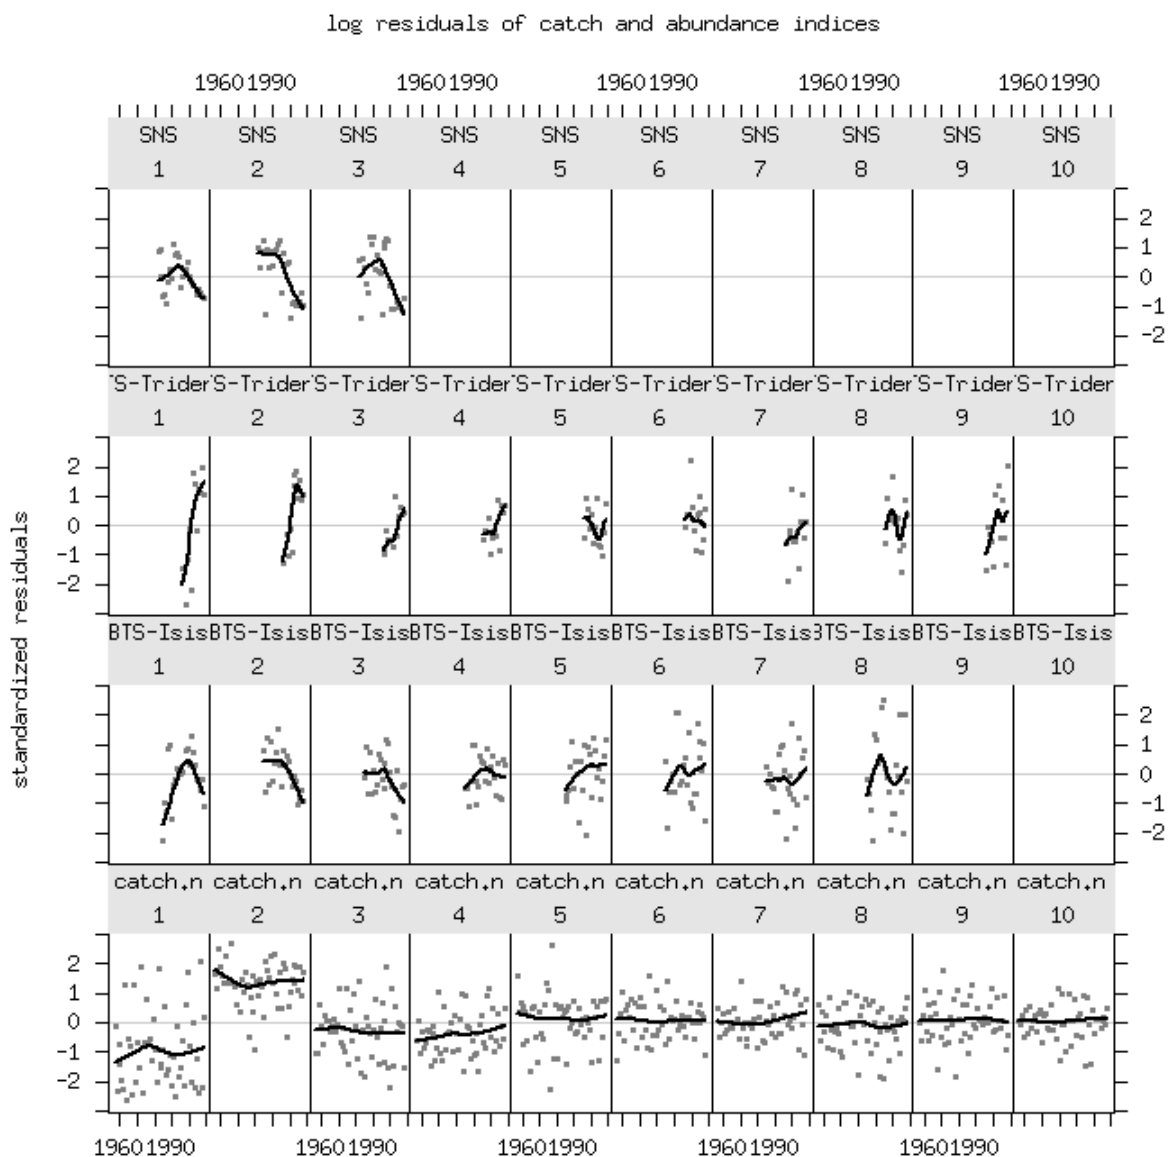 log residuals of catch and abundance indices
1960 1990 1960 1990 1960 1990 1960 1990 1960 1990
SNS SNS SNS SNS SNS SNS SNS SNS SNS SNS
1 2 3 4 5 6 7 8 9 10
2
1
0
-1
-2
S-Trider S-Trider S-Trider S-Trider S-Trider S-Trider S-Trider S-Trider S-Trider S-Trider
1 2 3 4 5 6 7 8 9 10
2
1
0
-1
-2
standardized residuals
BTS-Isis BTS-Isis BTS-Isis BTS-Isis BTS-Isis BTS-Isis BTS-Isis BTS-Isis BTS-Isis BTS-Isis
1 2 3 4 5 6 7 8 9 10
2
1
0
-1
-2
catch.n catch.n catch.n catch.n catch.n catch.n catch.n catch.n catch.n catch.n
1 2 3 4 5 6 7 8 9 10
2
1
0
-1
-2
1960 1990 1960 1990 1960 1990 1960 1990 1960 1990